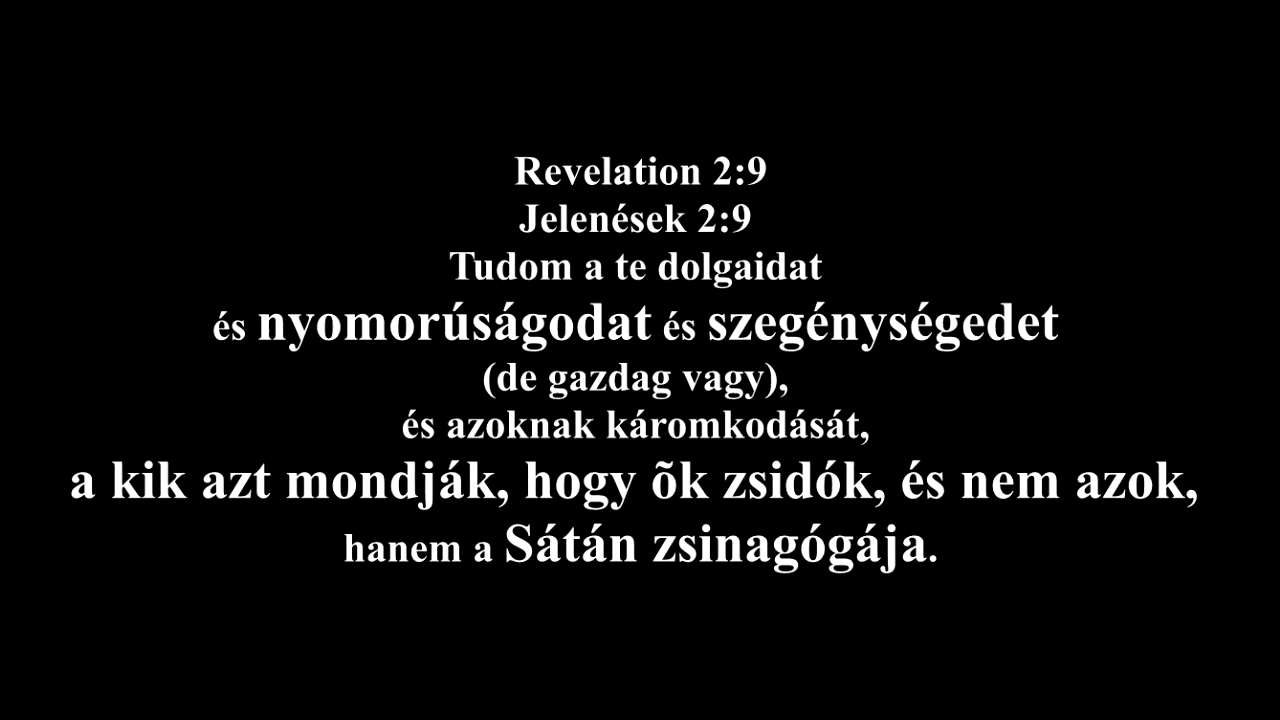 Revelation 2:9
Jelenések 2:9
Tudom a te dolgaidat
és nyomorúságodat és szegénységedet
(de gazdag vagy),
és azoknak káromkodását,
a kik azt mondják, hogy õk zsidók, és nem azok,
hanem a Sátán zsinagógája.